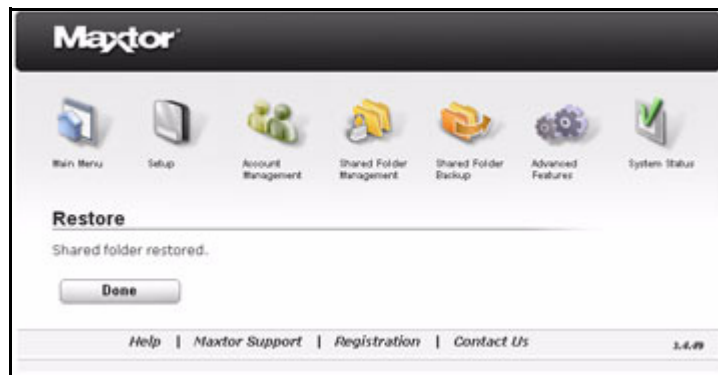 Maxtor
Main Menu
Setup
Account Management
Shared Folder Management
Shared Folder Backup
Advanced Features
System Status
Restore
Shared folder restored.
Done
Help | Maxtor Support | Registration | Contact Us